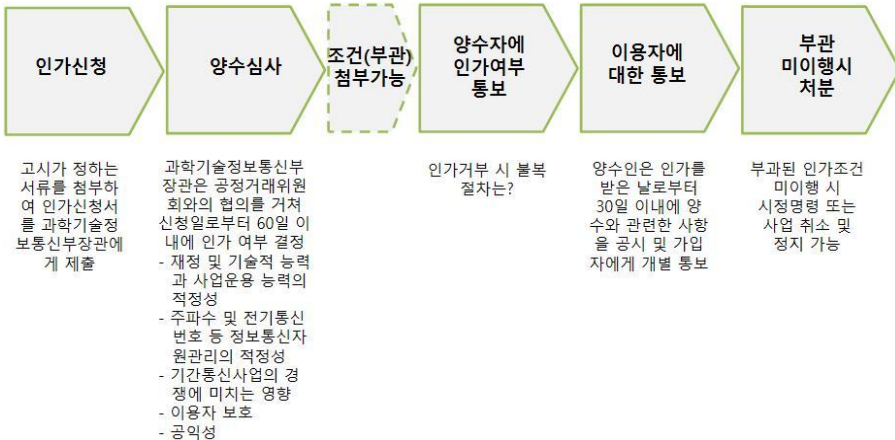 인가신청
양수심사
조건(부관)
첨부가능
양수자에
인가여부
통보
이용자에
대한 통보
부관
미이행시
처분
고시가 정하는
서류를 첨부하
여 인가신청서
를 과학기술정
보통신부장관에
게 제출
과학기술정보통신부
장관은 공정거래위원
회와의 협의를 거쳐
신청일로부터 60일 이
내에 인가 여부 결정
- 재정 및 기술적 능력
과 사업운용 능력의
적정성
- 주파수 및 전기통신
번호 등 정보통신자
원관리의 적정성
- 기간통신사업의 경
쟁에 미치는 영향
- 이용자 보호
- 공익성
인가거부 시 불복
절차는?
양수인은 인가를
받은 날로부터
30일 이내에 양
수와 관련한 사항
을 공시 및 가입
자에게 개별 통보
부과된 인가조건
미이행 시
시정명령 또는
사업 취소 및
정지 가능